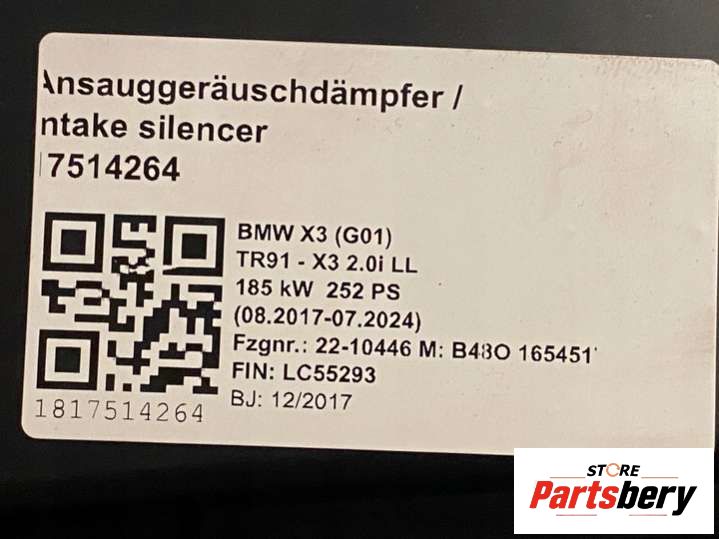 Ansauggeräuschdämpfer /
ntake silencer
7514264
BMW X3 (G01)
TR91 - X3 2.0i LL
185 kW 252 PS
(08.2017-07.2024)
Fzgnr.: 22-10446 M: B48O 165451
FIN: LC55293
BJ: 12/2017
1817514264
STORE
Partsbery